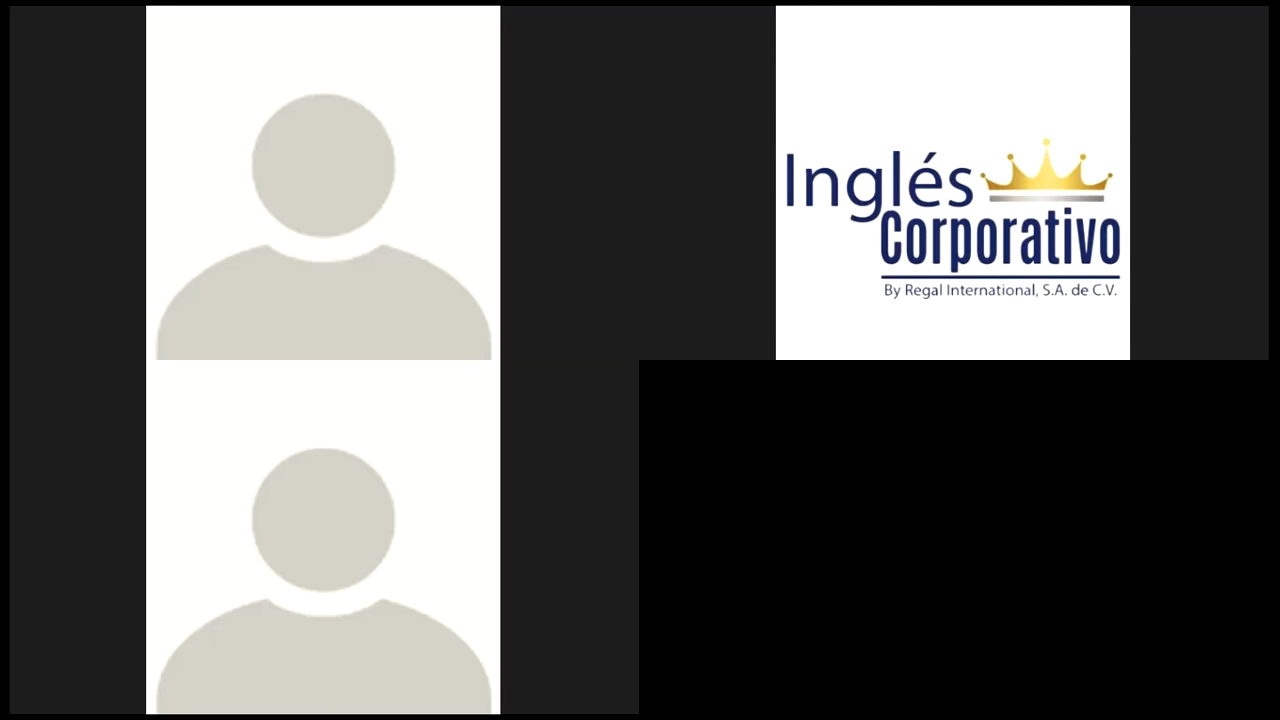 Inglés
Corporativo
By Regal International, S.A. de C.V.